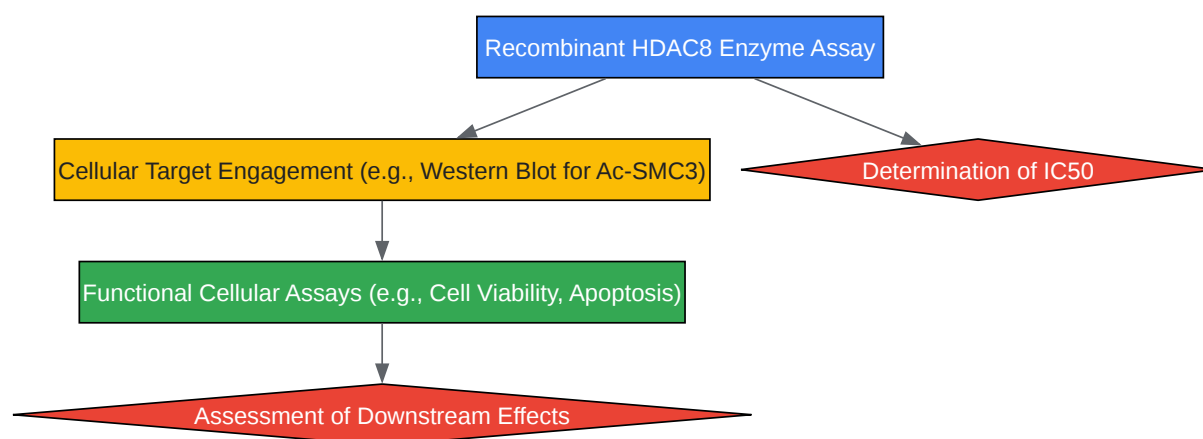 Recombinant HDAC8 Enzyme Assay
Cellular Target Engagement (e.g., Western Blot for Ac-SMC3)
Determination of IC50
Functional Cellular Assays (e.g., Cell Viability, Apoptosis)
Assessment of Downstream Effects